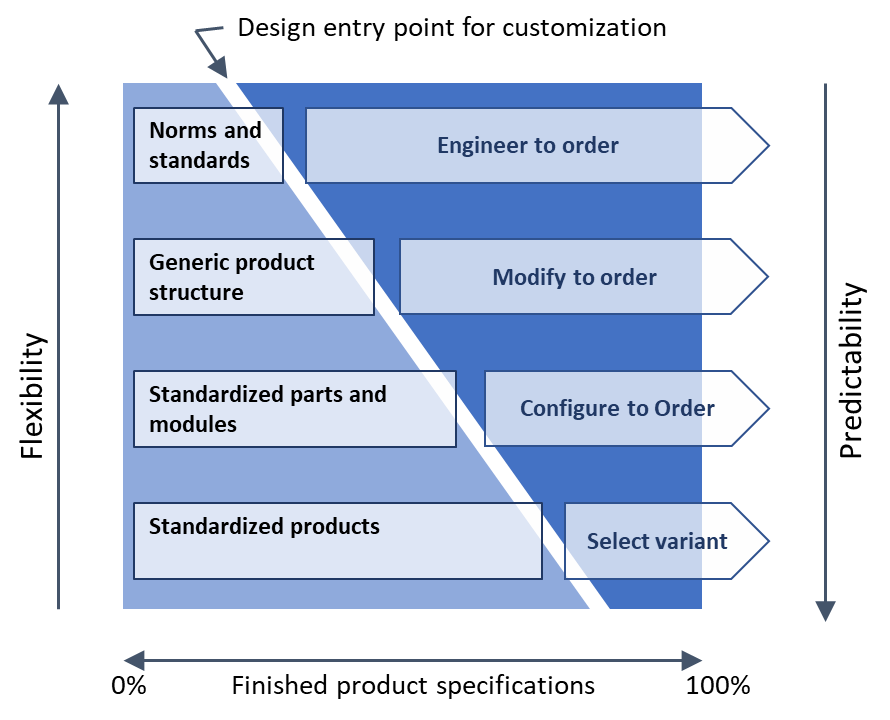 Design entry point for customization
Norms and
standards
Engineer to order
Generic product
structure
Modify to order
Standardized parts and
modules
Configure to Order
Standardized products
Select variant
Flexibility
Predictability
0%
Finished product specifications
100%